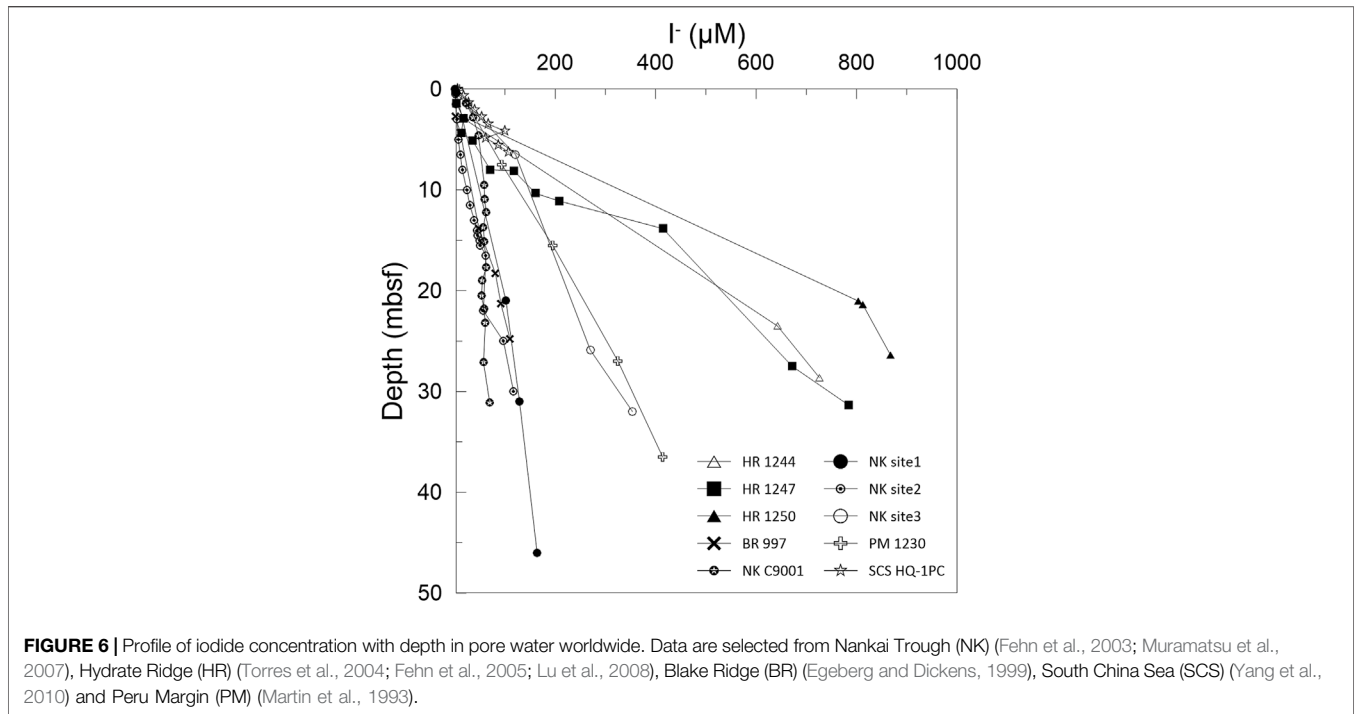 I⁻ (µM)
200 400 600 800 1000
0
10
20
30
40
50
Depth (mbsf)
HR 1244 NK site1
HR 1247 NK site2
HR 1250 NK site3
BR 997 PM 1230
NK C9001 SCS HQ-1PC
FIGURE 6 | Profile of iodide concentration with depth in pore water worldwide. Data are selected from Nankai Trough (NK) (Fehn et al., 2003; Muramatsu et al.,
2007), Hydrate Ridge (HR) (Torres et al., 2004; Fehn et al., 2005; Lu et al., 2008), Blake Ridge (BR) (Egeberg and Dickens, 1999), South China Sea (SCS) (Yang et al.,
2010) and Peru Margin (PM) (Martin et al., 1993).